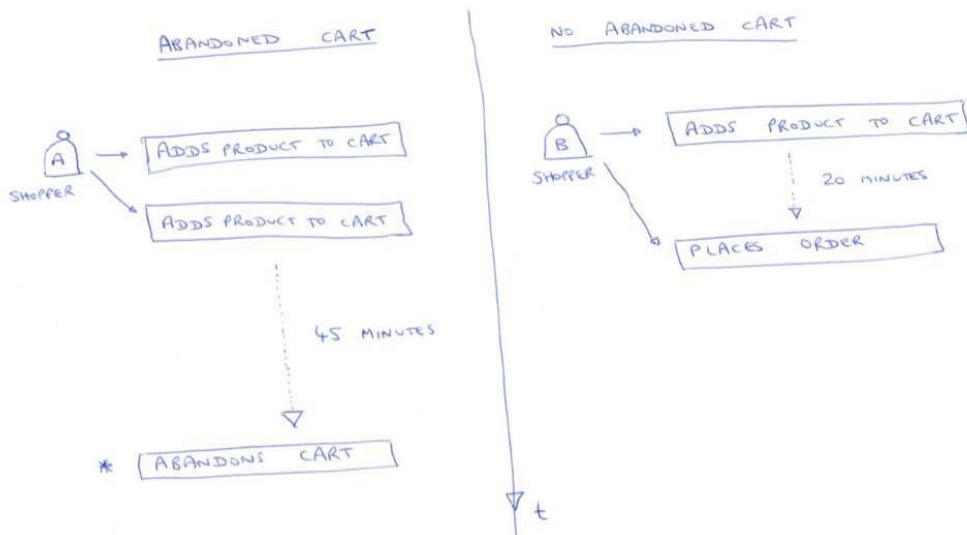 ABANDONED CART
A
SHOPPER
ADDS PRODUCT TO CART
ADDS PRODUCT TO CART
45 MINUTES
* ABANDONS CART
NO ABANDONED CART
B
SHOPPER
ADDS PRODUCT TO CART
20 MINUTES
PLACES ORDER
t